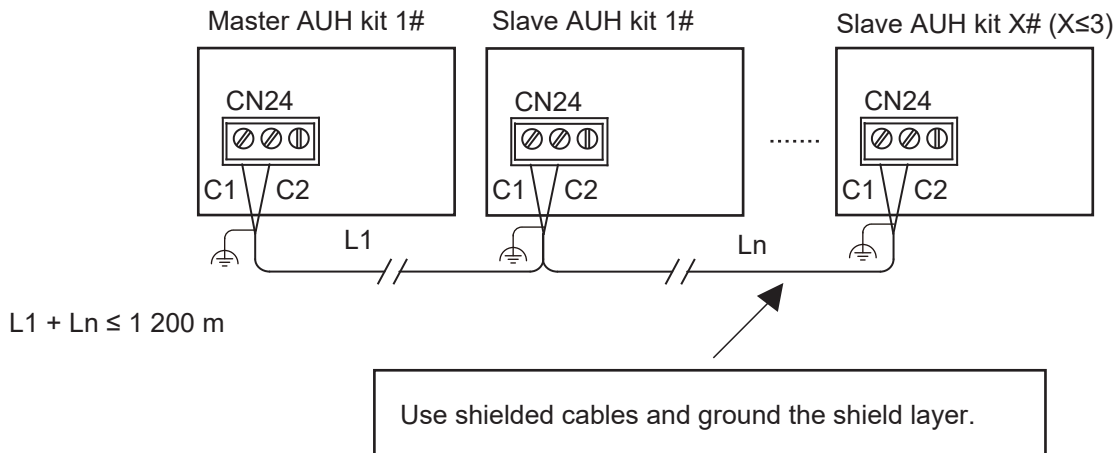 Master AUH kit 1#
Slave AUH kit 1#
Slave AUH kit X# (X≤3)
CN24
CN24
CN24
.......
C1
C2
C1
C2
C1
C2
L1
Ln
L1 + Ln ≤ 1 200 m
Use shielded cables and ground the shield layer.